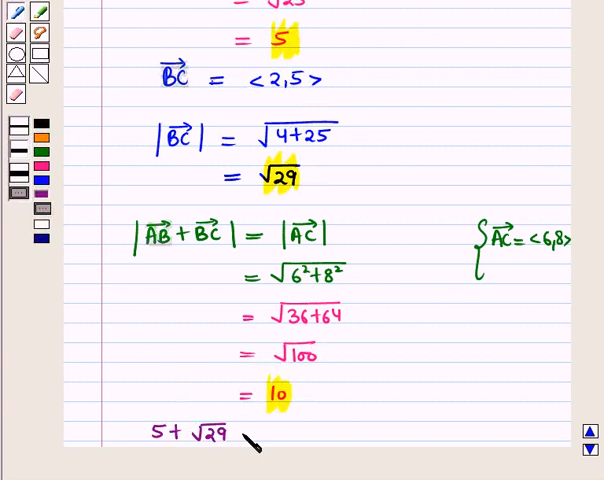 = √25
= 5
BC→ = <2,5>
|BC→| = √4+25
= √29
|AB→ + BC→| = |AC→| { AC→ = <6,8>
= √6²+8²
= √36+64
= √100
= 10
5 + √29